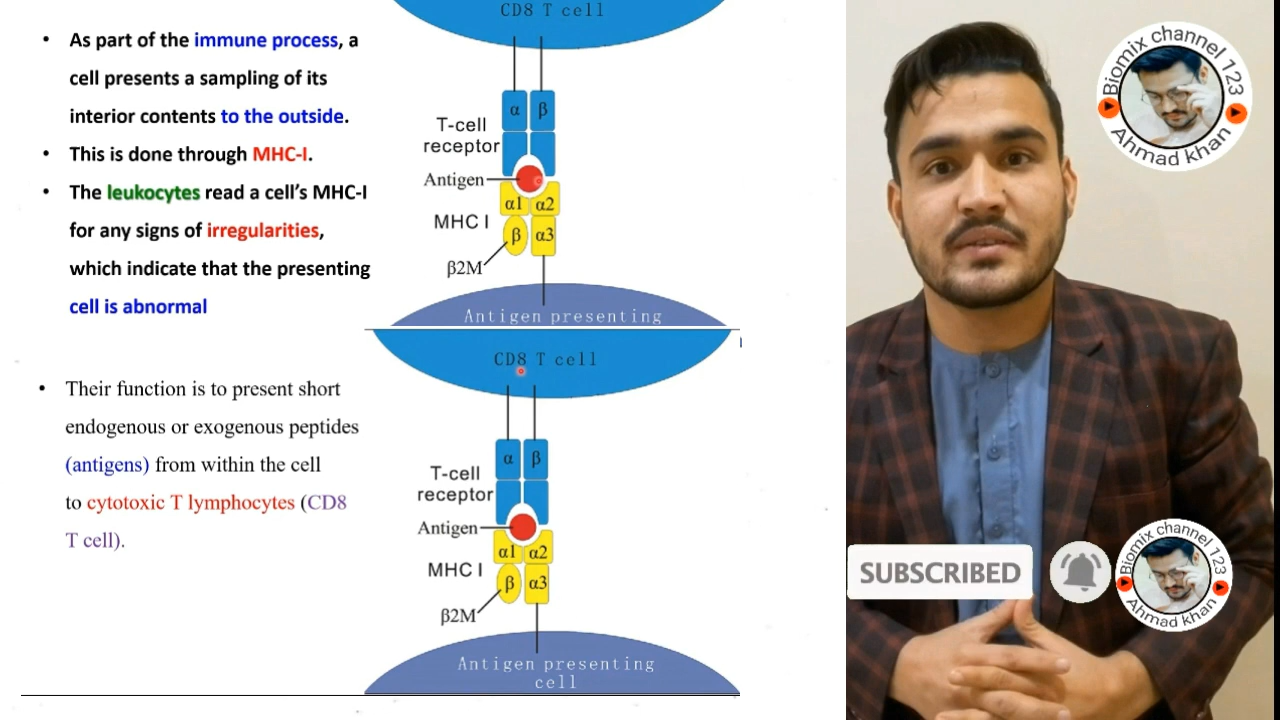 • As part of the immune process, a
cell presents a sampling of its
interior contents to the outside.
• This is done through MHC-I.
• The leukocytes read a cell's MHC-I
for any signs of irregularities,
which indicate that the presenting
cell is abnormal
CD8 T cell
α β
T-cell
receptor
Antigen
α1 α2
MHC I
β α3
β2M
Antigen presenting
• Their function is to present short
endogenous or exogenous peptides
(antigens) from within the cell
to cytotoxic T lymphocytes (CD8
T cell).
CD8 T cell
α β
T-cell
receptor
Antigen
α1 α2
MHC I
β α3
β2M
Antigen presenting
cell
Biomix channel 123
Ahmad khan
SUBSCRIBED
Biomix channel 123
Ahmad khan